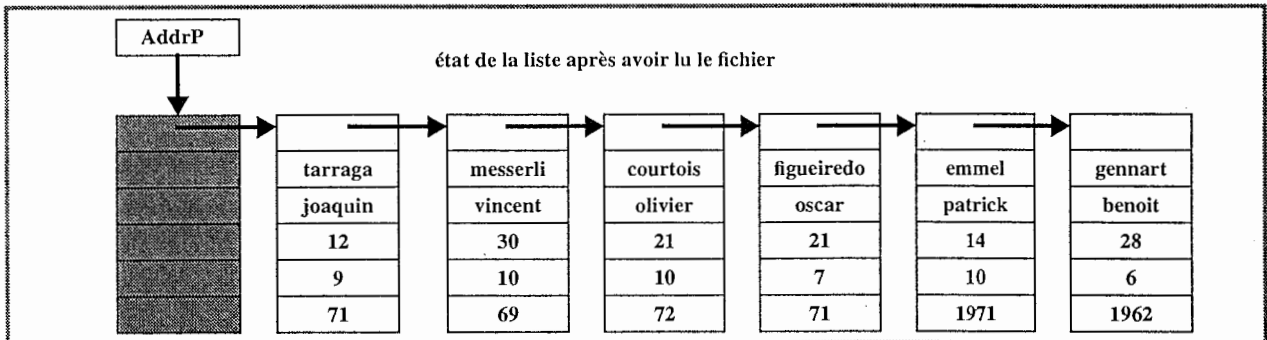 AddrP
état de la liste après avoir lu le fichier
tarraga messerli courtois figueiredo emmel gennart
joaquin vincent olivier oscar patrick benoit
12 30 21 21 14 28
9 10 10 7 10 6
71 69 72 71 1971 1962